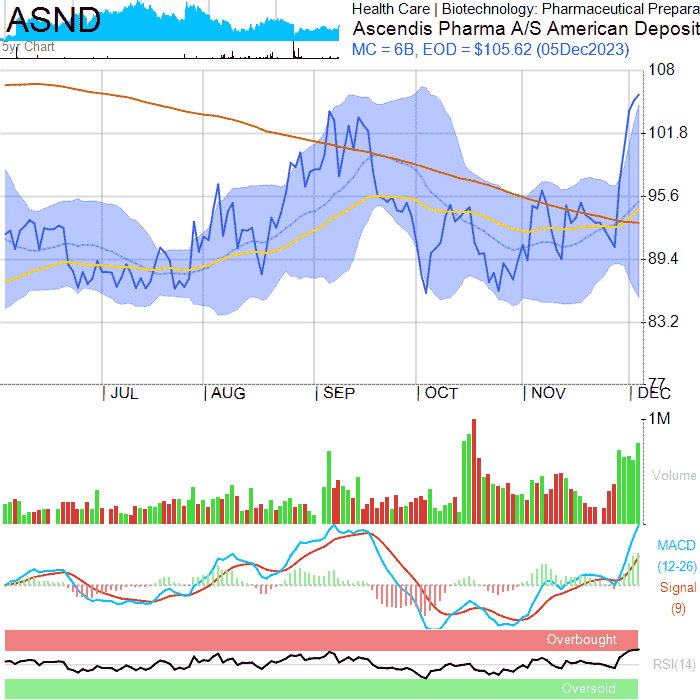 ASND
Health Care | Biotechnology: Pharmaceutical Prepara
Ascendis Pharma A/S American Deposit
MC = 6B, EOD = $105.62 (05Dec2023)
5yr Chart
108
101.8
95.6
89.4
83.2
77
| JUL | AUG | SEP | OCT | NOV | DEC
1M
Volume
MACD
(12-26)
Signal
(9)
Overbought
RSI(14)
Oversold